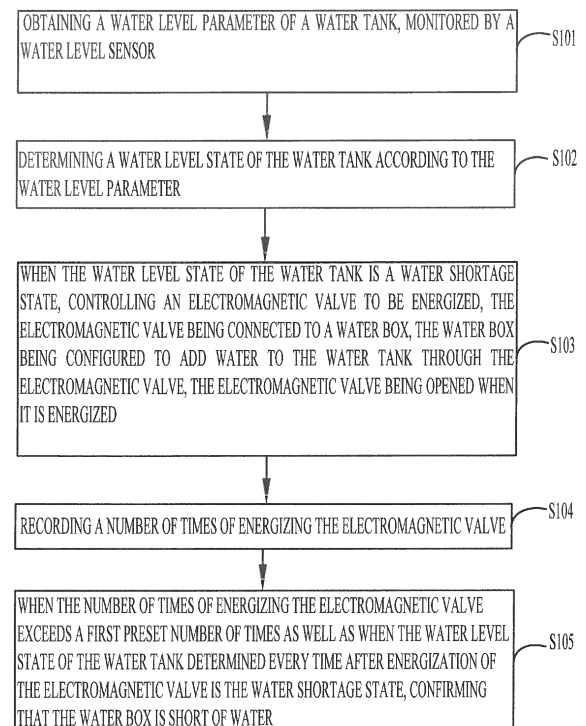 OBTAINING A WATER LEVEL PARAMETER OF A WATER TANK, MONITORED BY A
WATER LEVEL SENSOR
S101
DETERMINING A WATER LEVEL STATE OF THE WATER TANK ACCORDING TO THE
WATER LEVEL PARAMETER
S102
WHEN THE WATER LEVEL STATE OF THE WATER TANK IS A WATER SHORTAGE
STATE, CONTROLLING AN ELECTROMAGNETIC VALVE TO BE ENERGIZED, THE
ELECTROMAGNETIC VALVE BEING CONNECTED TO A WATER BOX, THE WATER BOX
BEING CONFIGURED TO ADD WATER TO THE WATER TANK THROUGH THE
ELECTROMAGNETIC VALVE, THE ELECTROMAGNETIC VALVE BEING OPENED WHEN
IT IS ENERGIZED
S103
RECORDING A NUMBER OF TIMES OF ENERGIZING THE ELECTROMAGNETIC VALVE
S104
WHEN THE NUMBER OF TIMES OF ENERGIZING THE ELECTROMAGNETIC VALVE
EXCEEDS A FIRST PRESET NUMBER OF TIMES AS WELL AS WHEN THE WATER LEVEL
STATE OF THE WATER TANK DETERMINED EVERY TIME AFTER ENERGIZATION OF
THE ELECTROMAGNETIC VALVE IS THE WATER SHORTAGE STATE, CONFIRMING
THAT THE WATER BOX IS SHORT OF WATER
S105